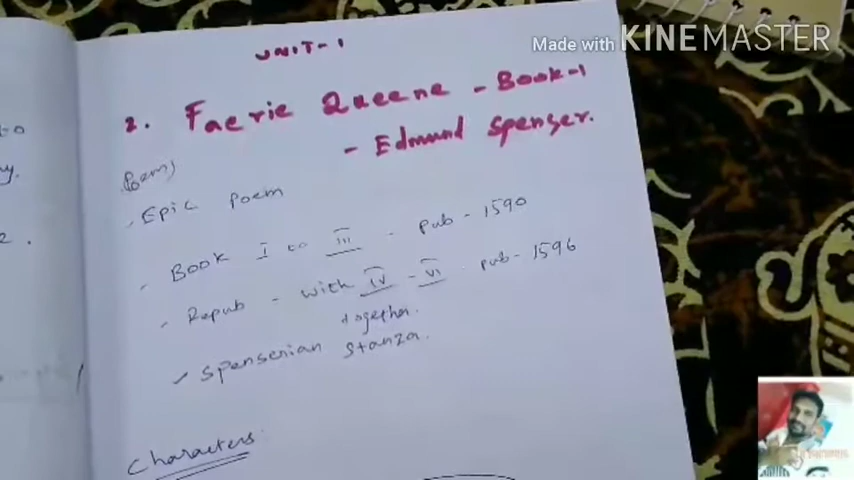 Made with KINEMASTER
UNIT-1
2. Faerie Queene - Book-1
- Edmund Spenser.
Poem)
Epic Poem
Book I to III - Pub - 1590
Repub - with IV - VI - pub - 1596
together.
Spenserian Stanza.
Characters